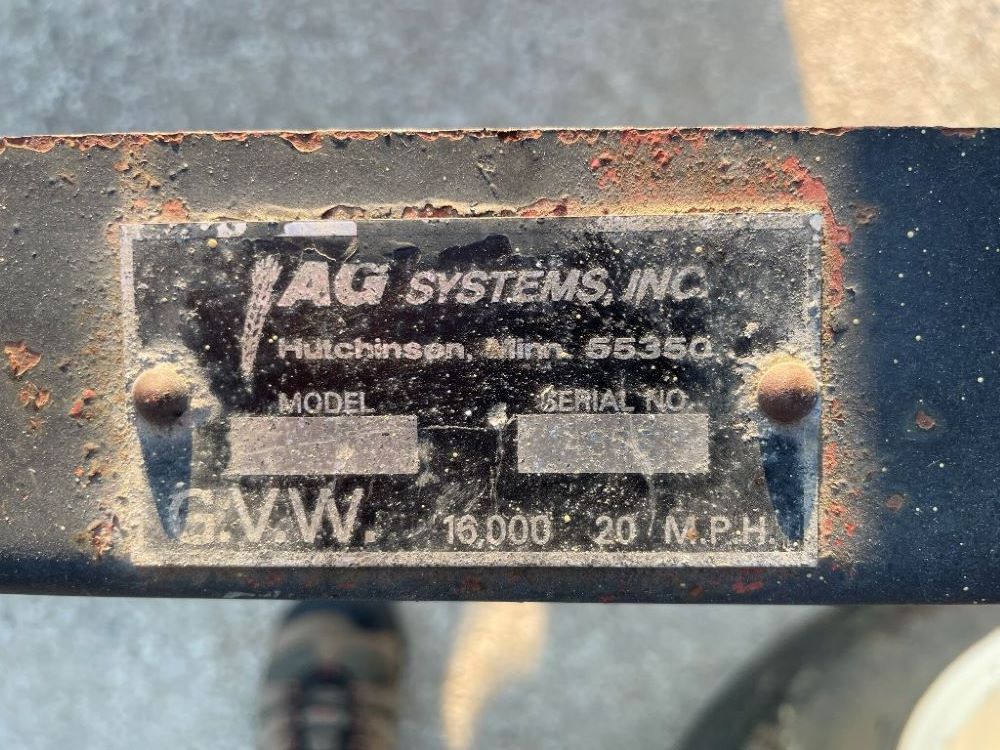 AG SYSTEMS, INC.
Hutchinson, Minn. 55350
MODEL SERIAL NO.
G.V.W. 16,000 20 M.P.H.